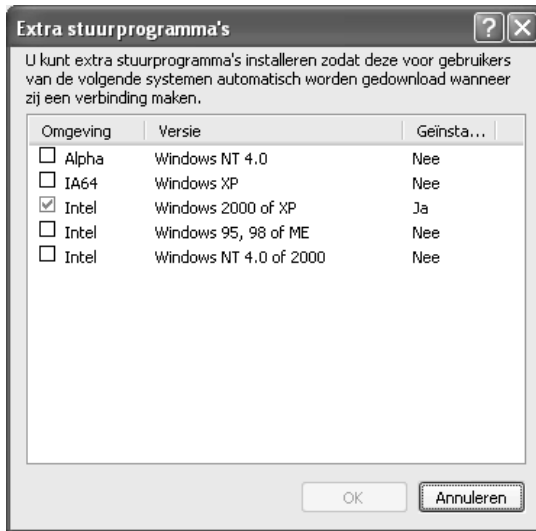 Extra stuurprogramma's
U kunt extra stuurprogramma's installeren zodat deze voor gebruikers
van de volgende systemen automatisch worden gedownload wanneer
zij een verbinding maken.
Omgeving Versie Geïnsta...
Alpha Windows NT 4.0 Nee
IA64 Windows XP Nee
Intel Windows 2000 of XP Ja
Intel Windows 95, 98 of ME Nee
Intel Windows NT 4.0 of 2000 Nee
OK Annuleren